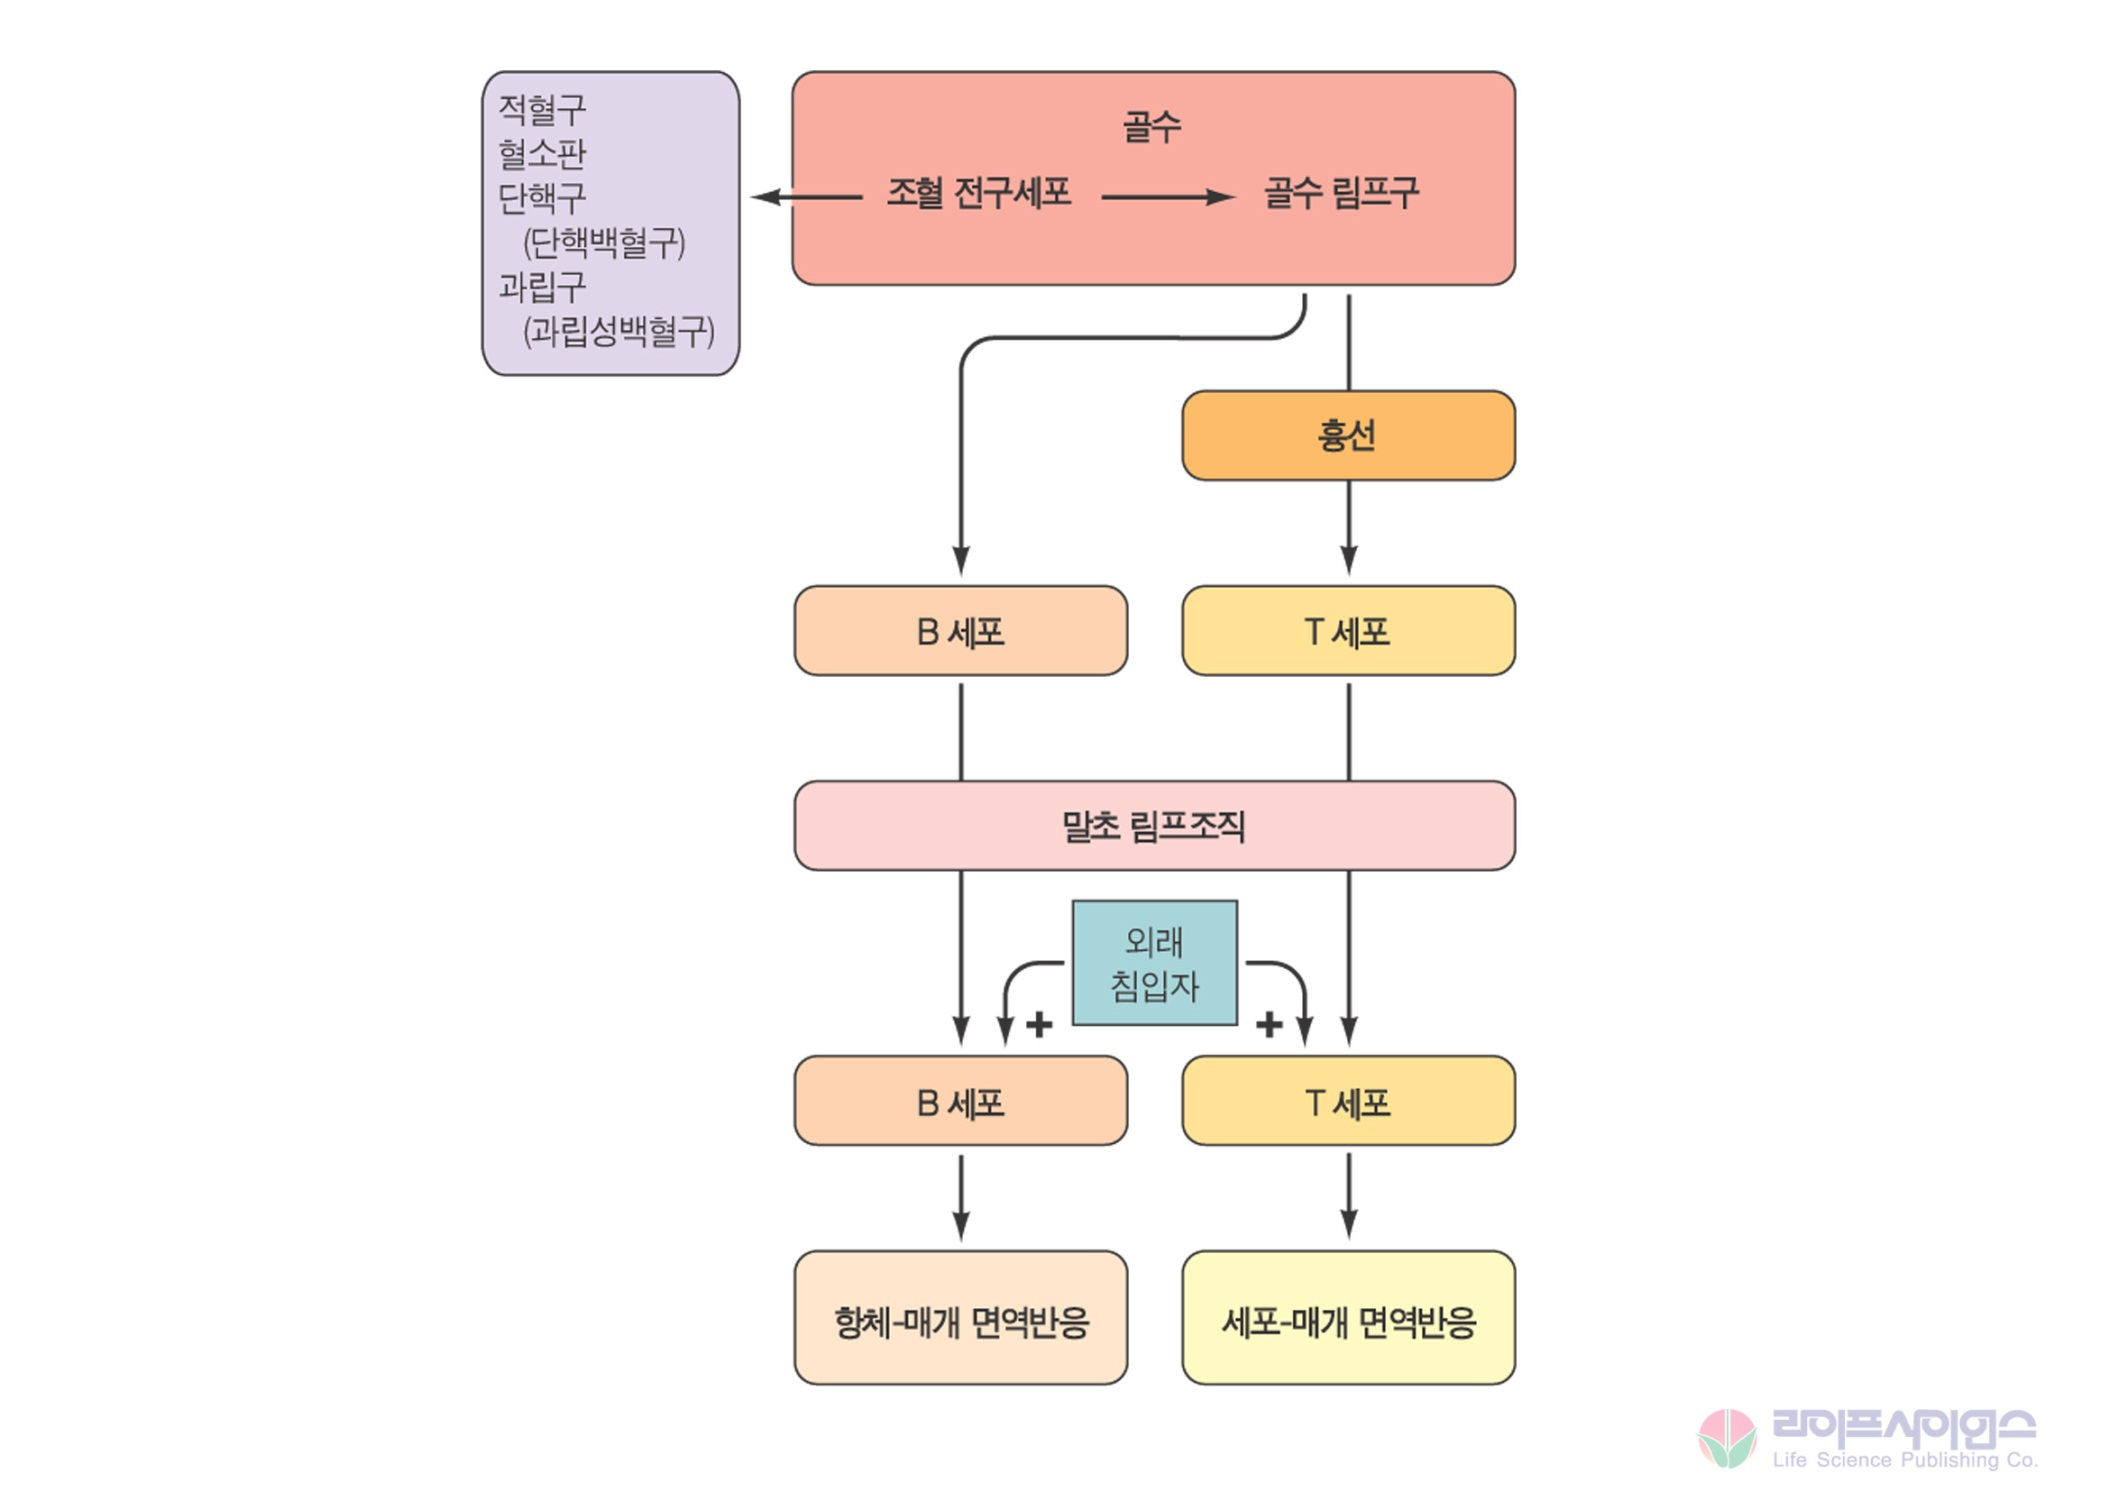 적혈구
혈소판
단핵구
(단핵백혈구)
과립구
(과립성백혈구)
골수
조혈 전구세포
골수 림프구
흉선
B 세포
T 세포
말초 림프조직
외래
침입자
+
+
B 세포
T 세포
항체-매개 면역반응
세포-매개 면역반응
라이프사이언스
Life Science Publishing Co.